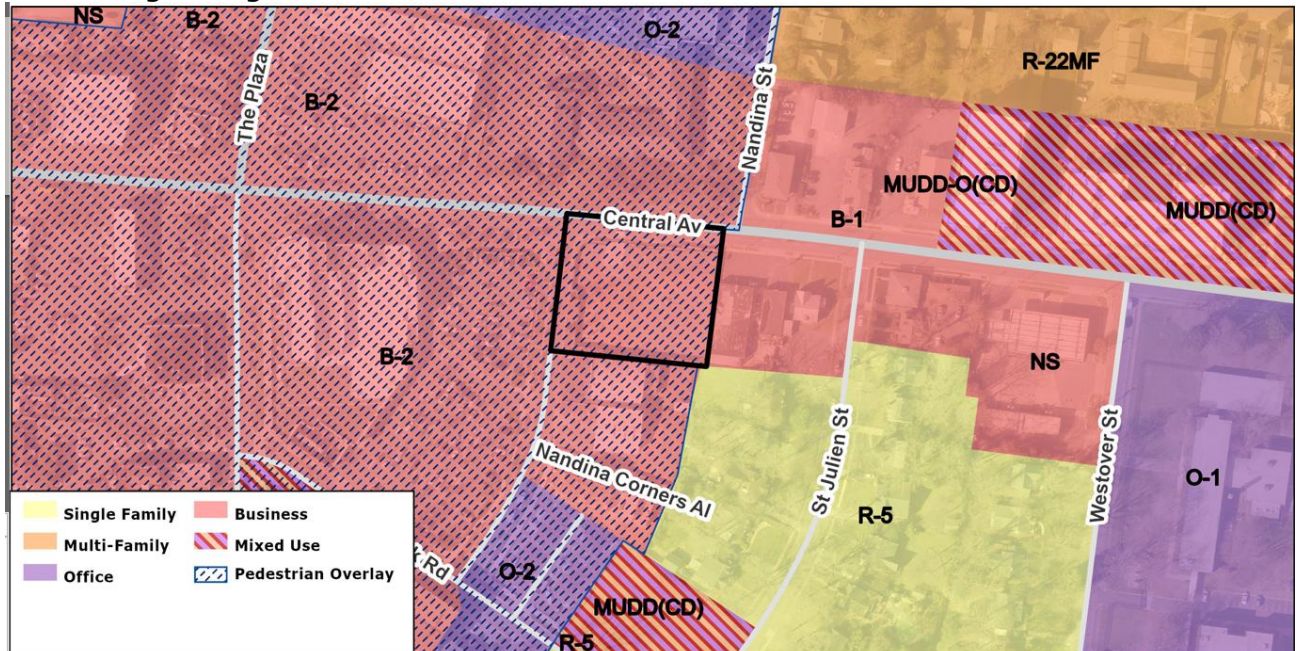 NS
B-2
O-2
R-22MF
The Plaza
B-2
Nandina St
MUDD-O(CD)
MUDD(CD)
Central Av
B-1
B-2
NS
St Julien St
Westover St
Nandina Corners Al
O-1
R-5
Rd
O-2
MUDD(CD)
R-5
Single Family
Business
Multi-Family
Mixed Use
Office
Pedestrian Overlay